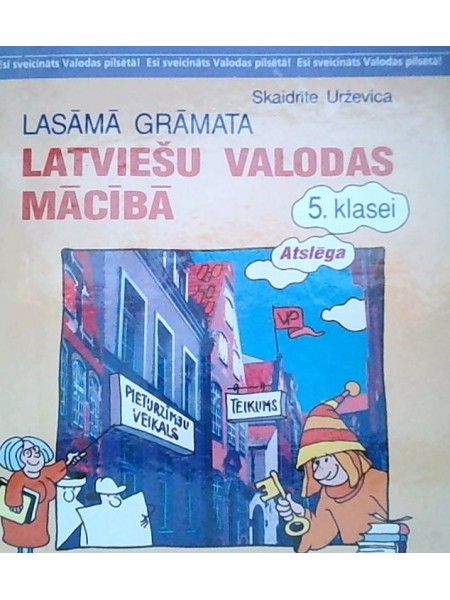 Esi sveicināts Valodas pilsētā! Esi sveicināts Valodas pilsētā! Esi sveicināts Valodas pilsētā!
Skaidrīte Urževica
LASĀMĀ GRĀMATA
LATVIEŠU VALODAS
MĀCĪBĀ
5. klasei
Atslēga
VP
PIETURZĪMJU
VEIKALS
TEIKUMS